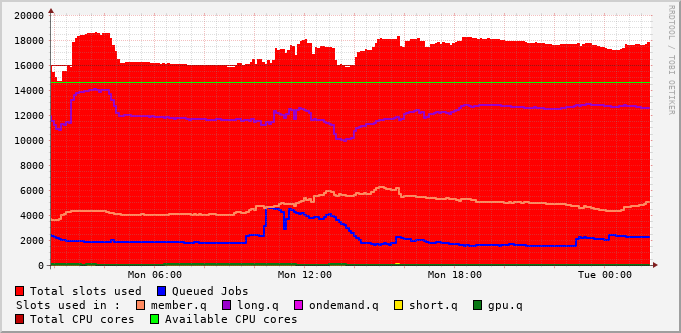 20000
18000
16000
14000
12000
10000
8000
6000
4000
2000
0
Mon 06:00 Mon 12:00 Mon 18:00 Tue 00:00
RRDTOOL / TOBI OETIKER
Total slots used Queued Jobs
Slots used in : member.q long.q ondemand.q short.q gpu.q
Total CPU cores Available CPU cores